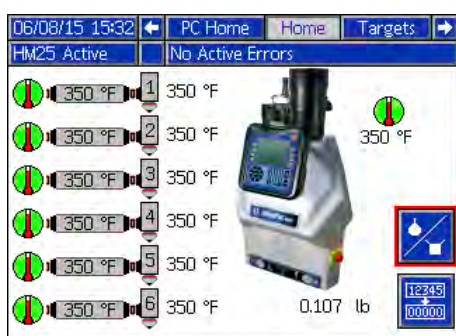 06/08/15 15:32 PC Home Home Targets
HM25 Active No Active Errors
350 °F 1 350 °F
350 °F
350 °F 2 350 °F
350 °F 3 350 °F
350 °F 4 350 °F
350 °F 5 350 °F
350 °F 6 350 °F
0.107 lb
12345
00000